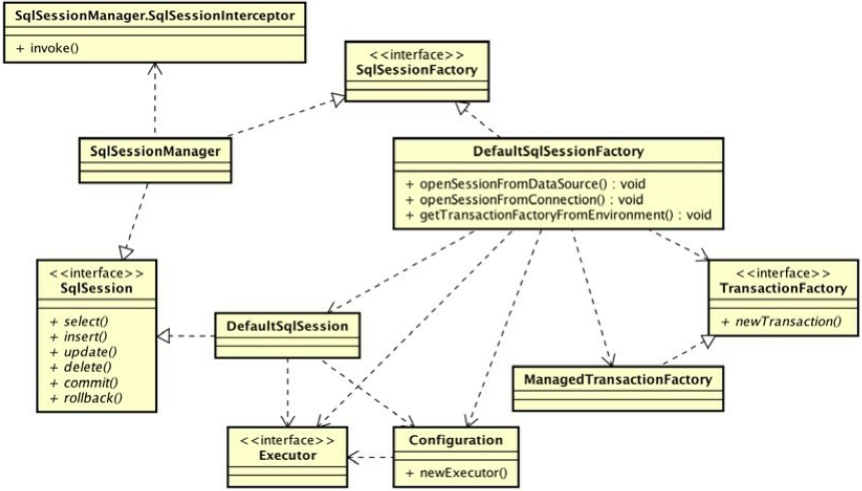 SqlSessionManager.SqlSessionInterceptor
+ invoke()
<<interface>>
SqlSessionFactory
SqlSessionManager
DefaultSqlSessionFactory
+ openSessionFromDataSource() : void
+ openSessionFromConnection() : void
+ getTransactionFactoryFromEnvironment() : void
<<interface>>
SqlSession
+ select()
+ insert()
+ update()
+ delete()
+ commit()
+ rollback()
<<interface>>
TransactionFactory
+ newTransaction()
DefaultSqlSession
ManagedTransactionFactory
<<interface>>
Executor
Configuration
+ newExecutor()